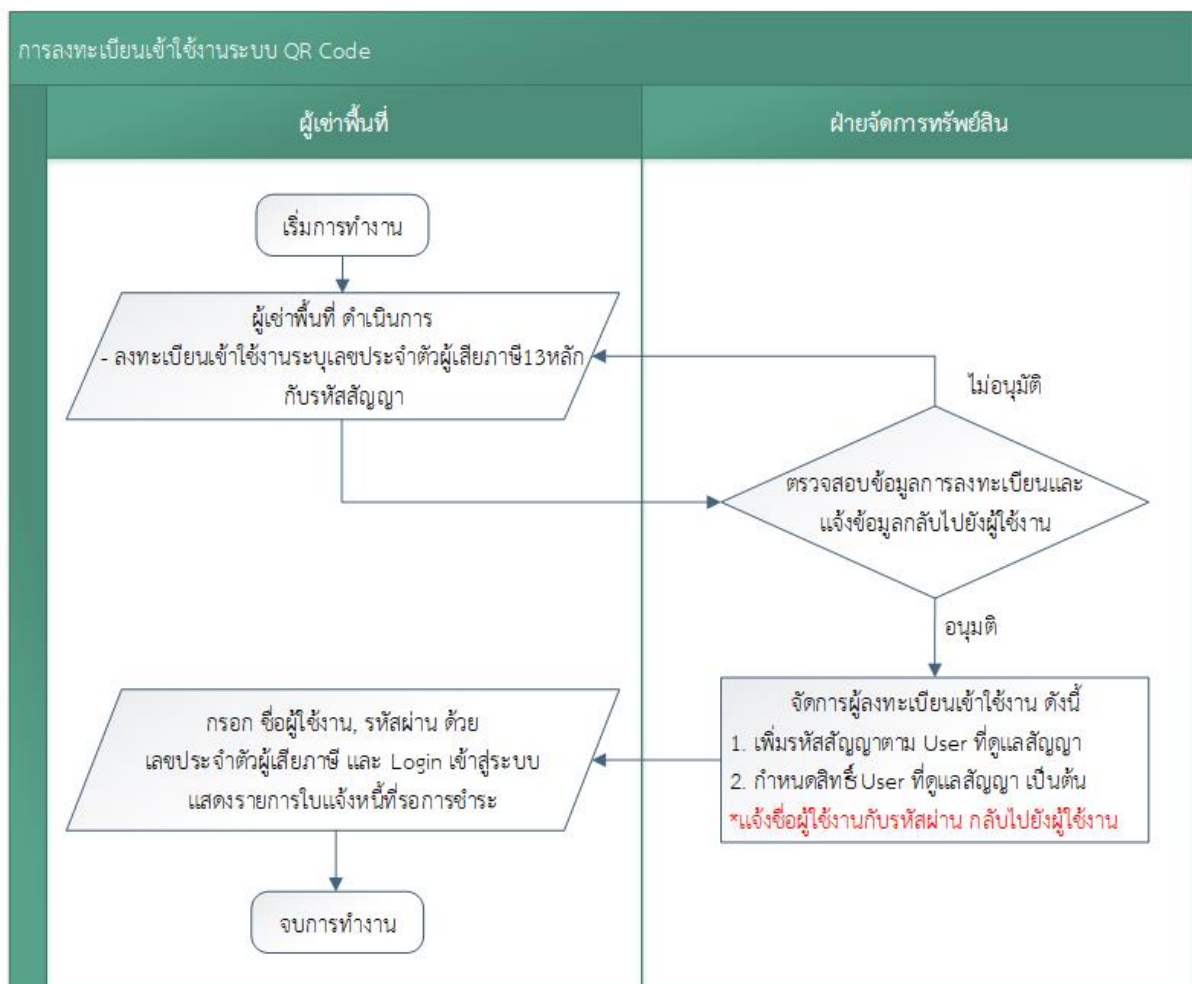 การลงทะเบียนเข้าใช้งานระบบ QR Code
ผู้เช่าพื้นที่
ฝ่ายจัดการทรัพย์สิน
เริ่มการทำงาน
ผู้เช่าพื้นที่ ดำเนินการ
- ลงทะเบียนเข้าใช้งานระบุเลขประจำตัวผู้เสียภาษี13หลัก
กับรหัสสัญญา
ไม่อนุมัติ
ตรวจสอบข้อมูลการลงทะเบียนและ
แจ้งข้อมูลกลับไปยังผู้ใช้งาน
อนุมติ
จัดการผู้ลงทะเบียนเข้าใช้งาน ดังนี้
1. เพิ่มรหัสสัญญาตาม User ที่ดูแลสัญญา
2. กำหนดสิทธิ์ User ที่ดูแลสัญญา เป็นต้น
*แจ้งชื่อผู้ใช้งานกับรหัสผ่าน กลับไปยังผู้ใช้งาน
กรอก ชื่อผู้ใช้งาน, รหัสผ่าน ด้วย
เลขประจำตัวผู้เสียภาษี และ Login เข้าสู่ระบบ
แสดงรายการใบแจ้งหนี้ที่รอการชำระ
จบการทำงาน